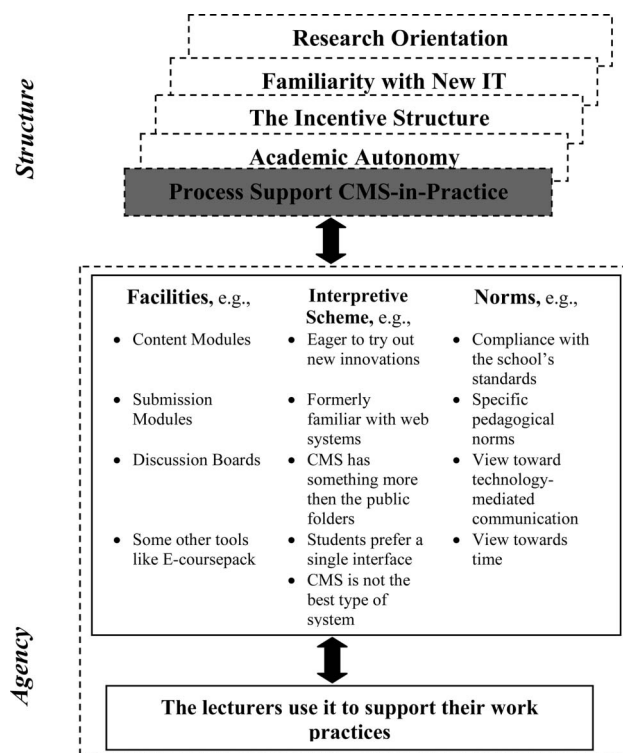 Structure
Research Orientation
Familiarity with New IT
The Incentive Structure
Academic Autonomy
Process Support CMS-in-Practice
Agency
Facilities, e.g.,
• Content Modules
• Submission
Modules
• Discussion Boards
• Some other tools
like E-coursepack
Interpretive
Scheme, e.g.,
• Eager to try out
new innovations
• Formerly
familiar with web
systems
• CMS has
something more
then the public
folders
• Students prefer a
single interface
• CMS is not the
best type of
system
Norms, e.g.,
• Compliance with
the school's
standards
• Specific
pedagogical
norms
• View toward
technology-
mediated
communication
• View towards
time
The lecturers use it to support their work
practices